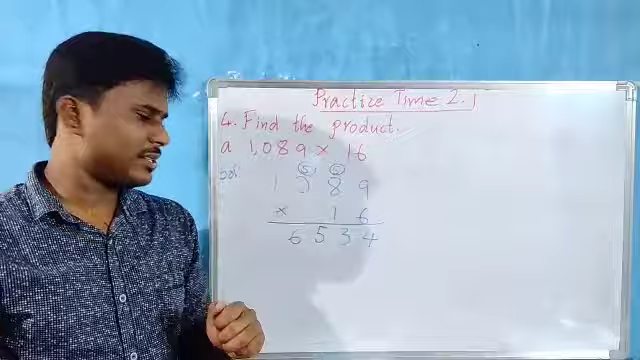 Practice Time 2.1
4. Find the product.
a 1,089 × 16
Sol:
5 5
1 0 8 9
× 1 6
6 5 3 4